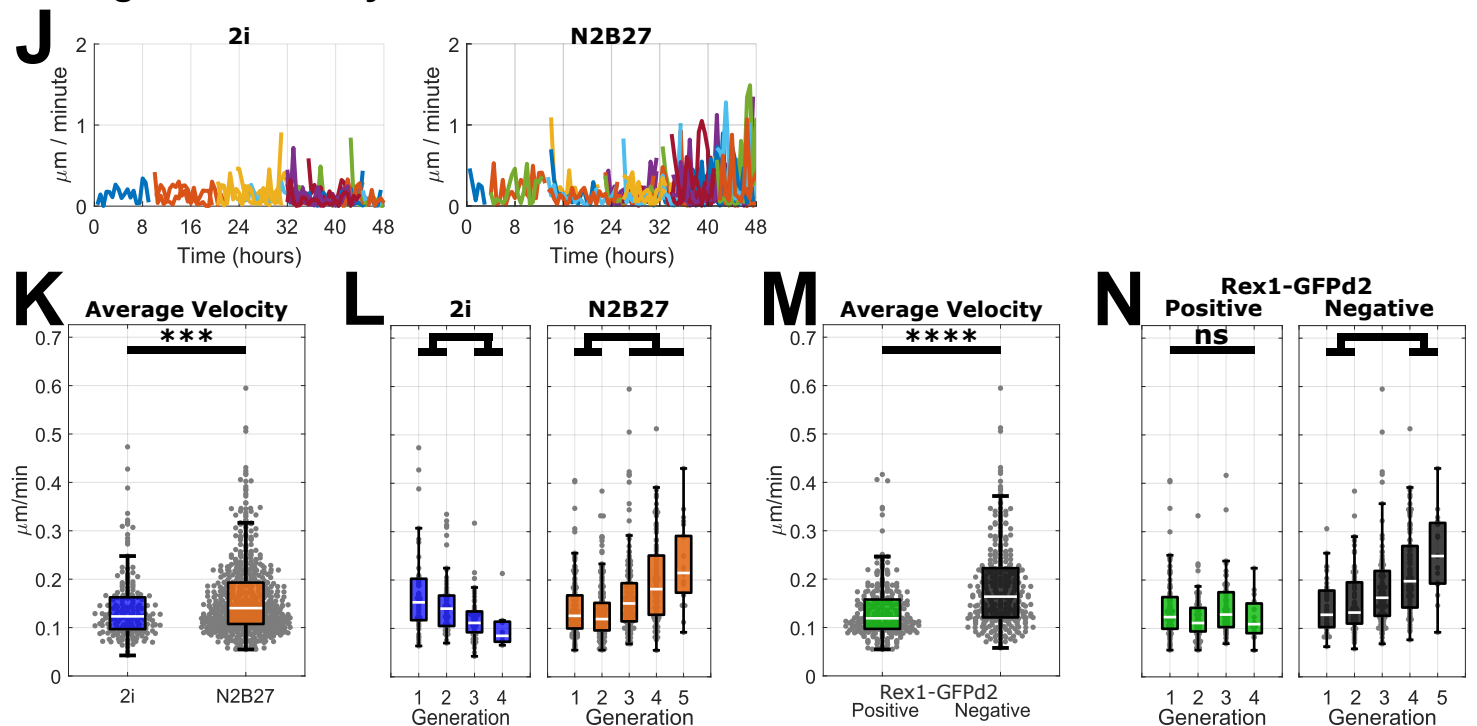 J
2i
N2B27
μm / minute
2
1
0
0 8 16 24 32 40 48
Time (hours)
μm / minute
2
1
0
0 8 16 24 32 40 48
Time (hours)
K
Average Velocity
***
μm/min
0.7
0.6
0.5
0.4
0.3
0.2
0.1
0
2i N2B27
L
2i
N2B27
1 2 3 4
Generation
1 2 3 4 5
Generation
M
Average Velocity
****
μm/min
0.7
0.6
0.5
0.4
0.3
0.2
0.1
0
Rex1-GFPd2
Positive Negative
N
Rex1-GFPd2
Positive Negative
ns
1 2 3 4
Generation
1 2 3 4 5
Generation